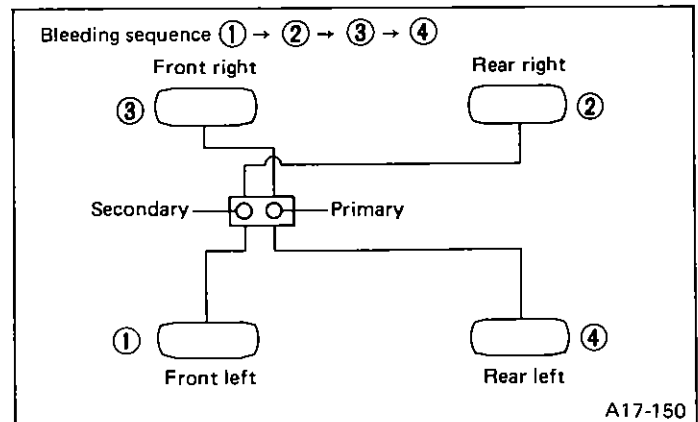 Bleeding sequence ① → ② → ③ → ④
Front right Rear right
③ ②
Secondary Primary
① ④
Front left Rear left
A17-150